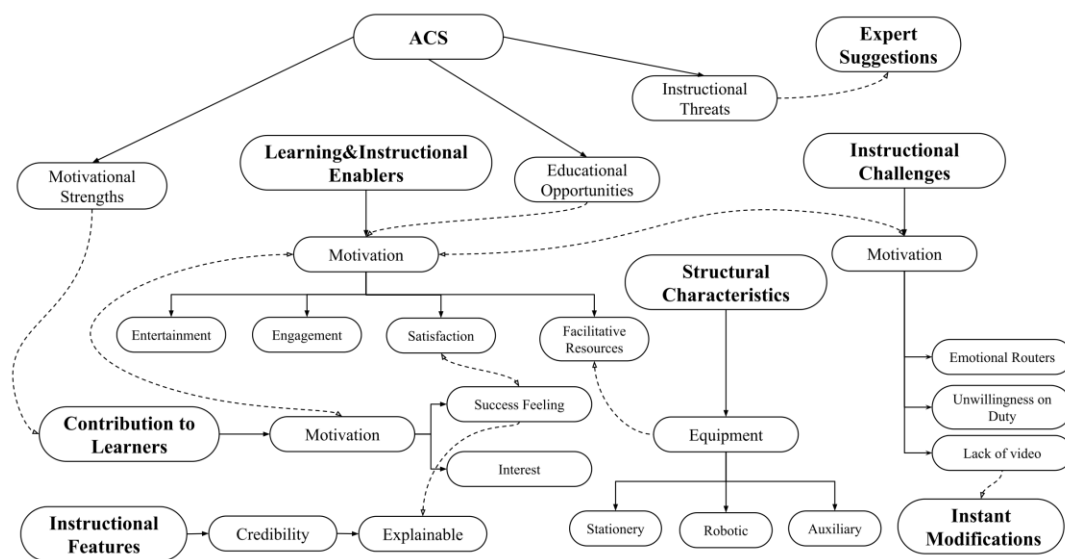 ACS
Expert
Suggestions
Instructional
Threats
Learning&Instructional
Enablers
Instructional
Challenges
Motivational
Strengths
Educational
Opportunities
Motivation
Motivation
Structural
Characteristics
Entertainment
Engagement
Satisfaction
Facilitative
Resources
Emotional Routers
Success Feeling
Unwillingness on
Duty
Contribution to
Learners
Motivation
Equipment
Lack of video
Interest
Instructional
Features
Credibility
Explainable
Stationery
Robotic
Auxiliary
Instant
Modifications